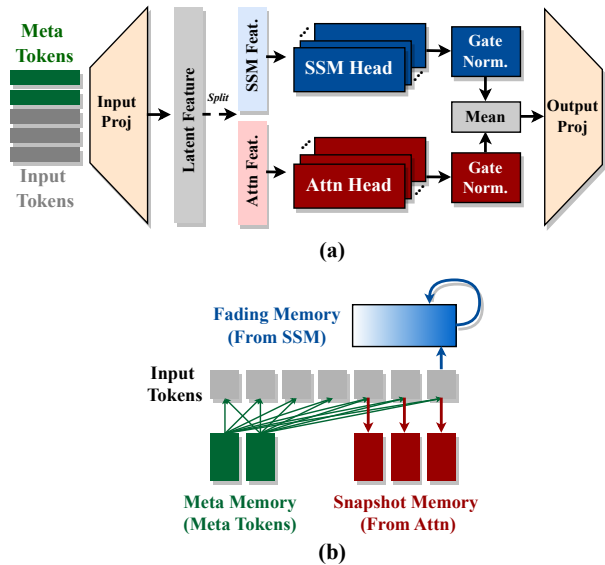 Meta
Tokens
Input
Tokens
Input
Proj
Latent Feature
Split
SSM Feat.
Attn Feat.
SSM Head
Attn Head
Gate
Norm.
Mean
Gate
Norm.
Output
Proj
(a)
Fading Memory
(From SSM)
Input
Tokens
Meta Memory
(Meta Tokens)
Snapshot Memory
(From Attn)
(b)